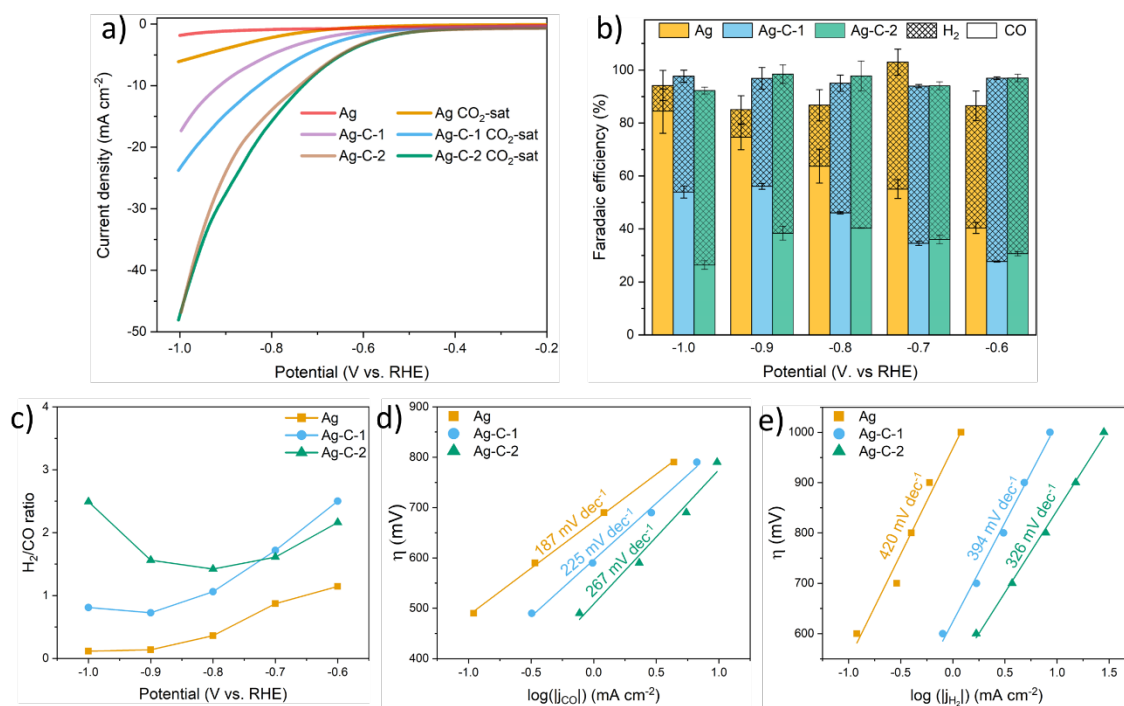 a)
Current density (mA cm⁻²)
0
-10
-20
-30
-40
-50
Ag
Ag CO₂-sat
Ag-C-1
Ag-C-1 CO₂-sat
Ag-C-2
Ag-C-2 CO₂-sat
-1.0 -0.8 -0.6 -0.4 -0.2
Potential (V vs. RHE)
b)
Ag Ag-C-1 Ag-C-2 H₂ CO
Faradaic efficiency (%)
100
80
60
40
20
0
-1.0 -0.9 -0.8 -0.7 -0.6
Potential (V. vs RHE)
c)
H₂/CO ratio
4
3
2
1
0
Ag
Ag-C-1
Ag-C-2
-1.0 -0.9 -0.8 -0.7 -0.6
Potential (V vs. RHE)
d)
η (mV)
900
800
700
600
500
400
Ag
Ag-C-1
Ag-C-2
187 mV dec⁻¹
225 mV dec⁻¹
267 mV dec⁻¹
-1.0 -0.5 0.0 0.5 1.0
log(|jCO|) (mA cm⁻²)
e)
η (mV)
1000
900
800
700
600
Ag
Ag-C-1
Ag-C-2
420 mV dec⁻¹
394 mV dec⁻¹
326 mV dec⁻¹
-1.0 -0.5 0.0 0.5 1.0 1.5
log (|jH₂|) (mA cm⁻²)